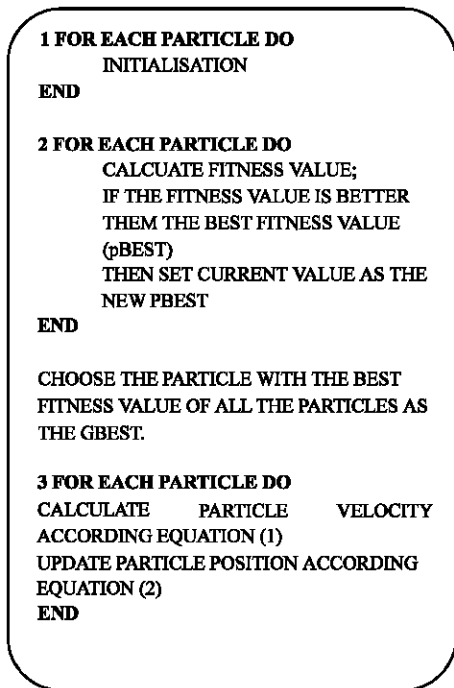 1 FOR EACH PARTICLE DO
INITIALISATION
END
2 FOR EACH PARTICLE DO
CALCUATE FITNESS VALUE;
IF THE FITNESS VALUE IS BETTER
THEM THE BEST FITNESS VALUE
(pBEST)
THEN SET CURRENT VALUE AS THE
NEW PBEST
END
CHOOSE THE PARTICLE WITH THE BEST
FITNESS VALUE OF ALL THE PARTICLES AS
THE GBEST.
3 FOR EACH PARTICLE DO
CALCULATE PARTICLE VELOCITY
ACCORDING EQUATION (1)
UPDATE PARTICLE POSITION ACCORDING
EQUATION (2)
END